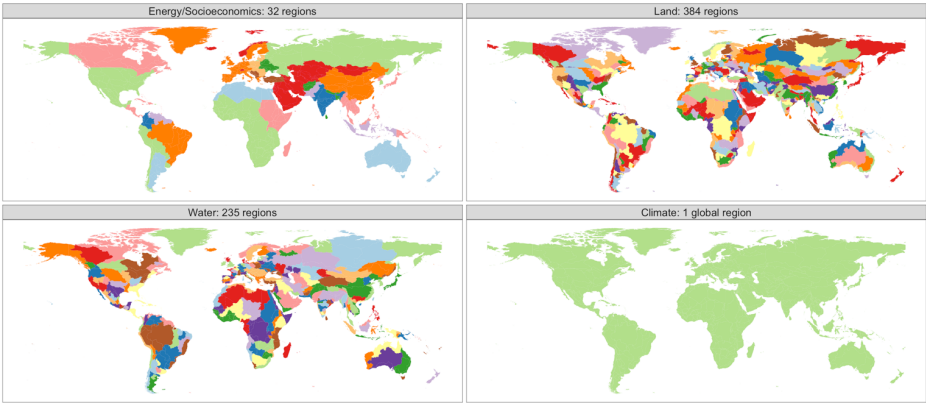 Energy/Socioeconomics: 32 regions
Land: 384 regions
Water: 235 regions
Climate: 1 global region